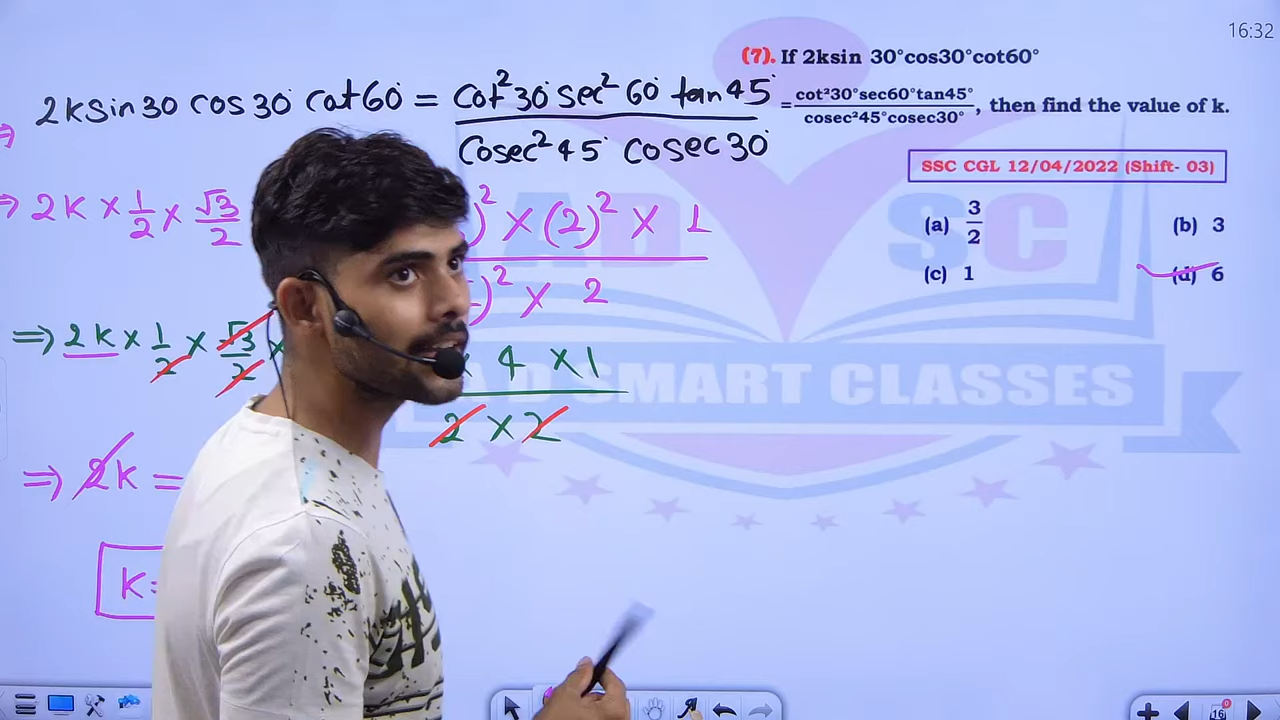 16:32
(7). If 2ksin 30°cos30°cot60°
= cot²30°sec60°tan45° / cosec²45°cosec30° , then find the value of k.
SSC CGL 12/04/2022 (Shift- 03)
(a) 3/2 (b) 3
(c) 1 (d) 6
2ksin30 cos30° cot60° = cot²30° sec²60° tan45° / cosec²45° cosec30°
⇒ 2k × 1/2 × √3/2 )² × (2)² × 1 / )² × 2
⇒ 2k × 1/2 × √3/2 × 4 × 1 / 2 × 2
⇒ 2k =
k=
AD SC
AD SMART CLASSES
16